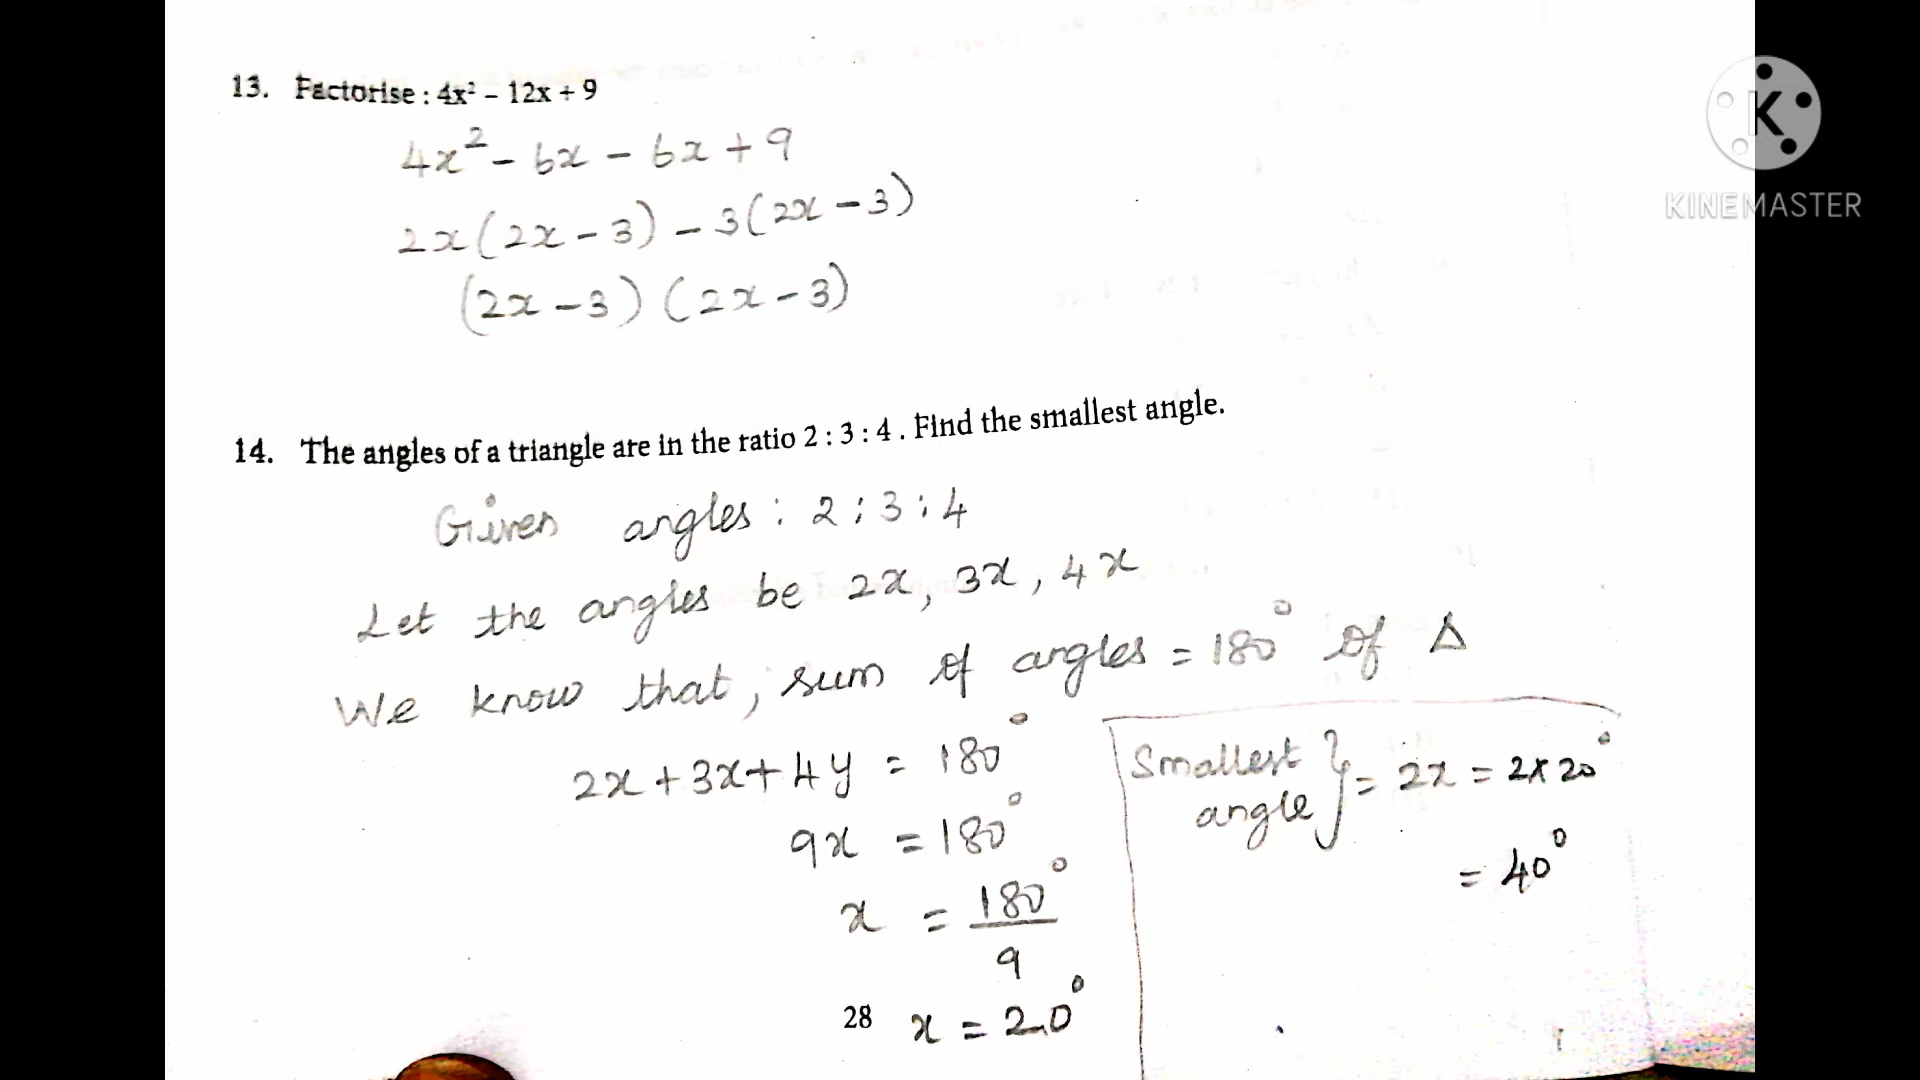 13. Factorise : 4x² – 12x + 9
4x² – 6x – 6x + 9
2x(2x – 3) – 3(2x – 3)
(2x – 3) (2x – 3)
14. The angles of a triangle are in the ratio 2 : 3 : 4 . Find the smallest angle.
Given angles : 2 : 3 : 4
Let the angles be 2x, 3x, 4x
We know that, sum of angles = 180° of Δ
2x + 3x + 4y = 180°
9x = 180°
x = 180°/9
x = 20°
Smallest angle } = 2x = 2 x 20°
= 40°
28
K
KINEMASTER